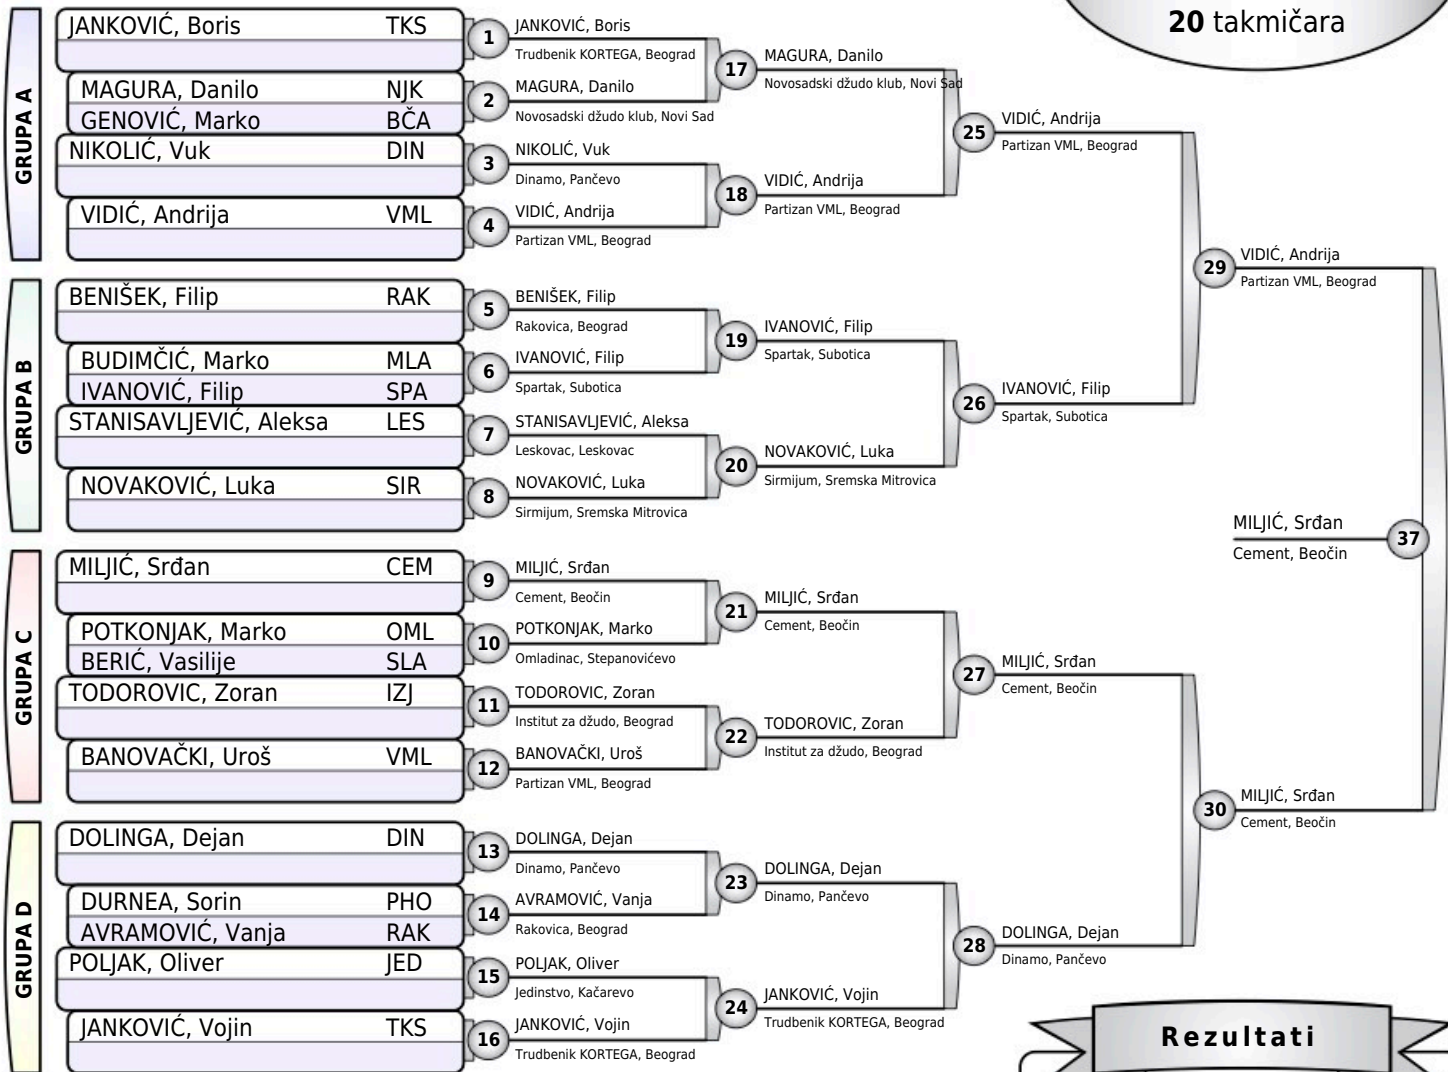 20 takmičara
GRUPA A
JANKOVIĆ, Boris TKS
MAGURA, Danilo NJK
GENOVIĆ, Marko BČA
NIKOLIĆ, Vuk DIN
VIDIĆ, Andrija VML
GRUPA B
BENIŠEK, Filip RAK
BUDIMČIĆ, Marko MLA
IVANOVIĆ, Filip SPA
STANISAVLJEVIĆ, Aleksa LES
NOVAKOVIĆ, Luka SIR
GRUPA C
MILJIĆ, Srđan CEM
POTKONJAK, Marko OML
BERIĆ, Vasilije SLA
TODOROVIC, Zoran IZJ
BANOVAČKI, Uroš VML
GRUPA D
DOLINGA, Dejan DIN
DURNEA, Sorin PHO
AVRAMOVIĆ, Vanja RAK
POLJAK, Oliver JED
JANKOVIĆ, Vojin TKS
1 JANKOVIĆ, Boris
Trudbenik KORTEGA, Beograd
2 MAGURA, Danilo
Novosadski džudo klub, Novi Sad
3 NIKOLIĆ, Vuk
Dinamo, Pančevo
4 VIDIĆ, Andrija
Partizan VML, Beograd
5 BENIŠEK, Filip
Rakovica, Beograd
6 IVANOVIĆ, Filip
Spartak, Subotica
7 STANISAVLJEVIĆ, Aleksa
Leskovac, Leskovac
8 NOVAKOVIĆ, Luka
Sirmijum, Sremska Mitrovica
9 MILJIĆ, Srđan
Cement, Beočin
10 POTKONJAK, Marko
Omladinac, Stepanovićevo
11 TODOROVIC, Zoran
Institut za džudo, Beograd
12 BANOVAČKI, Uroš
Partizan VML, Beograd
13 DOLINGA, Dejan
Dinamo, Pančevo
14 AVRAMOVIĆ, Vanja
Rakovica, Beograd
15 POLJAK, Oliver
Jedinstvo, Kačarevo
16 JANKOVIĆ, Vojin
Trudbenik KORTEGA, Beograd
17 MAGURA, Danilo
Novosadski džudo klub, Novi Sad
18 VIDIĆ, Andrija
Partizan VML, Beograd
19 IVANOVIĆ, Filip
Spartak, Subotica
20 NOVAKOVIĆ, Luka
Sirmijum, Sremska Mitrovica
21 MILJIĆ, Srđan
Cement, Beočin
22 TODOROVIC, Zoran
Institut za džudo, Beograd
23 DOLINGA, Dejan
Dinamo, Pančevo
24 JANKOVIĆ, Vojin
Trudbenik KORTEGA, Beograd
25 VIDIĆ, Andrija
Partizan VML, Beograd
26 IVANOVIĆ, Filip
Spartak, Subotica
27 MILJIĆ, Srđan
Cement, Beočin
28 DOLINGA, Dejan
Dinamo, Pančevo
29 VIDIĆ, Andrija
Partizan VML, Beograd
30 MILJIĆ, Srđan
Cement, Beočin
MILJIĆ, Srđan 37
Cement, Beočin
Rezultati